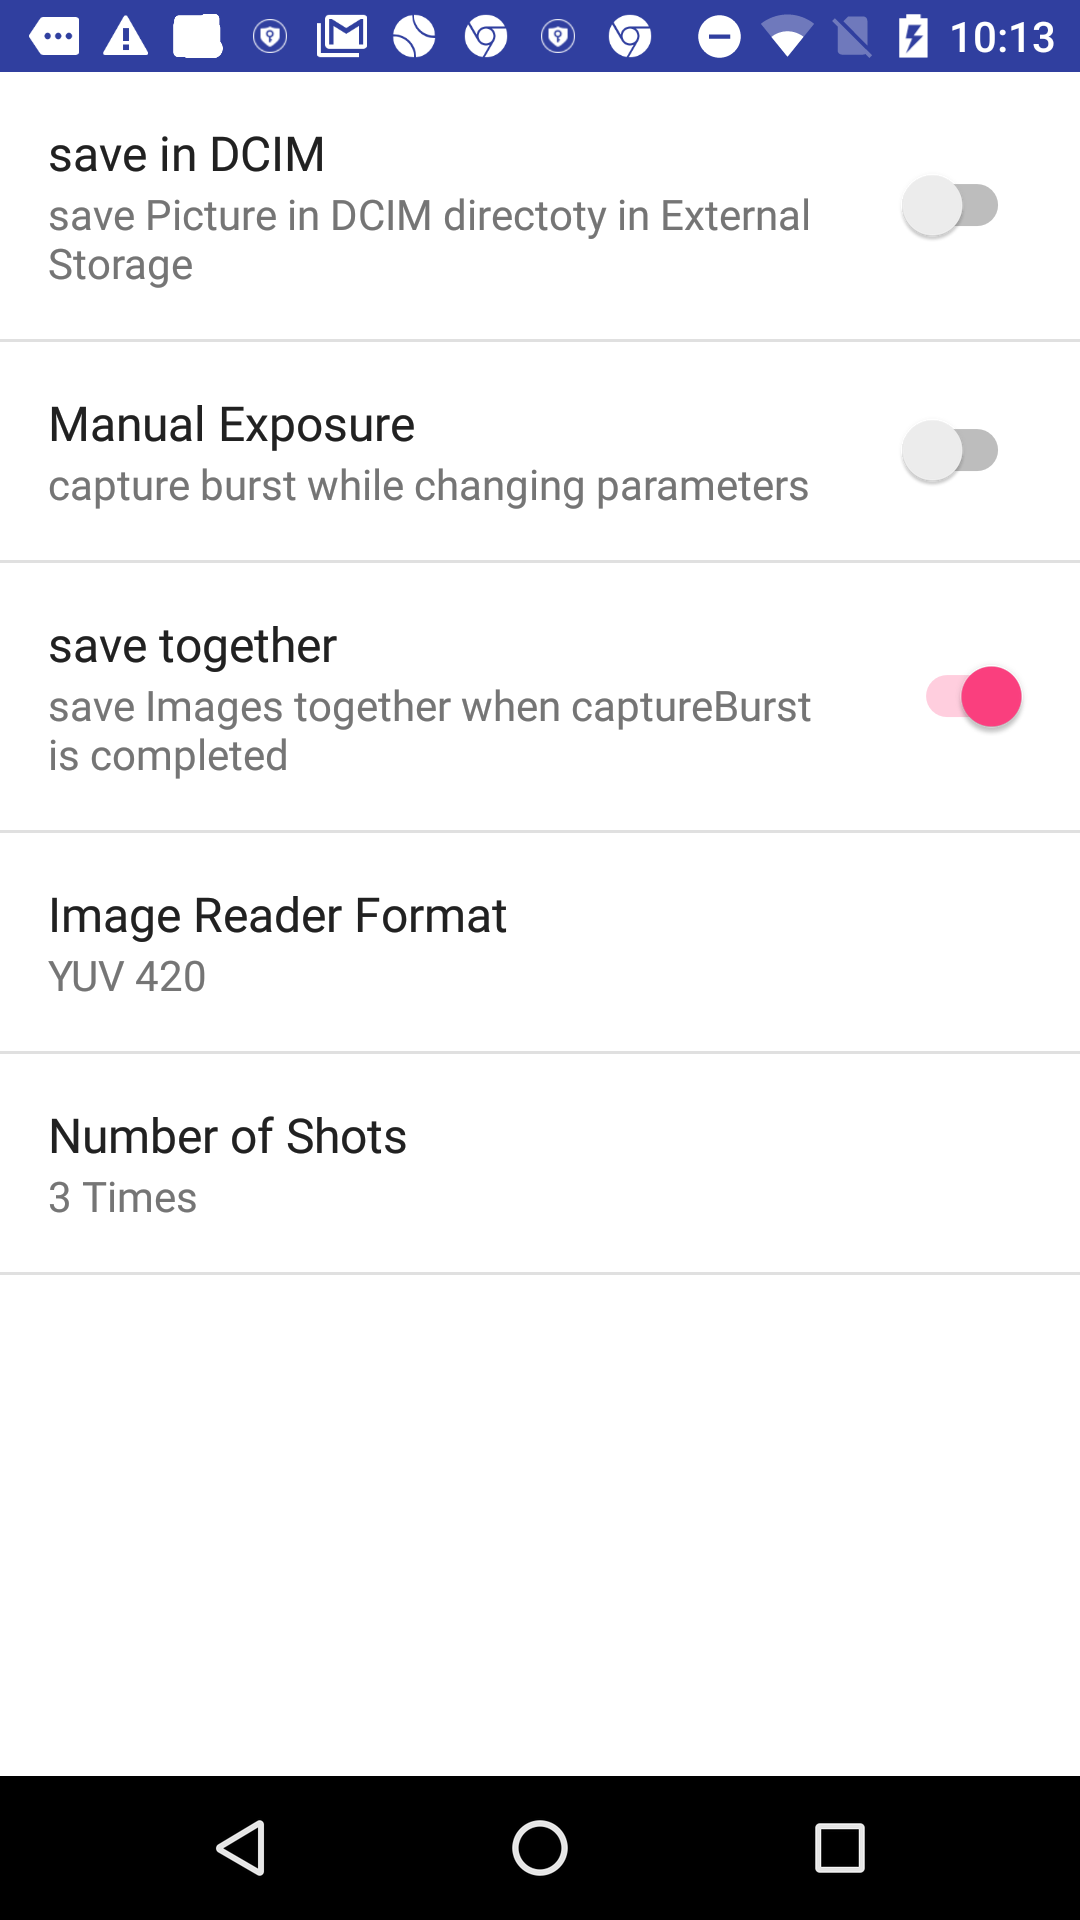 10:13
save in DCIM
save Picture in DCIM directoty in External
Storage
Manual Exposure
capture burst while changing parameters
save together
save Images together when captureBurst
is completed
Image Reader Format
YUV 420
Number of Shots
3 Times